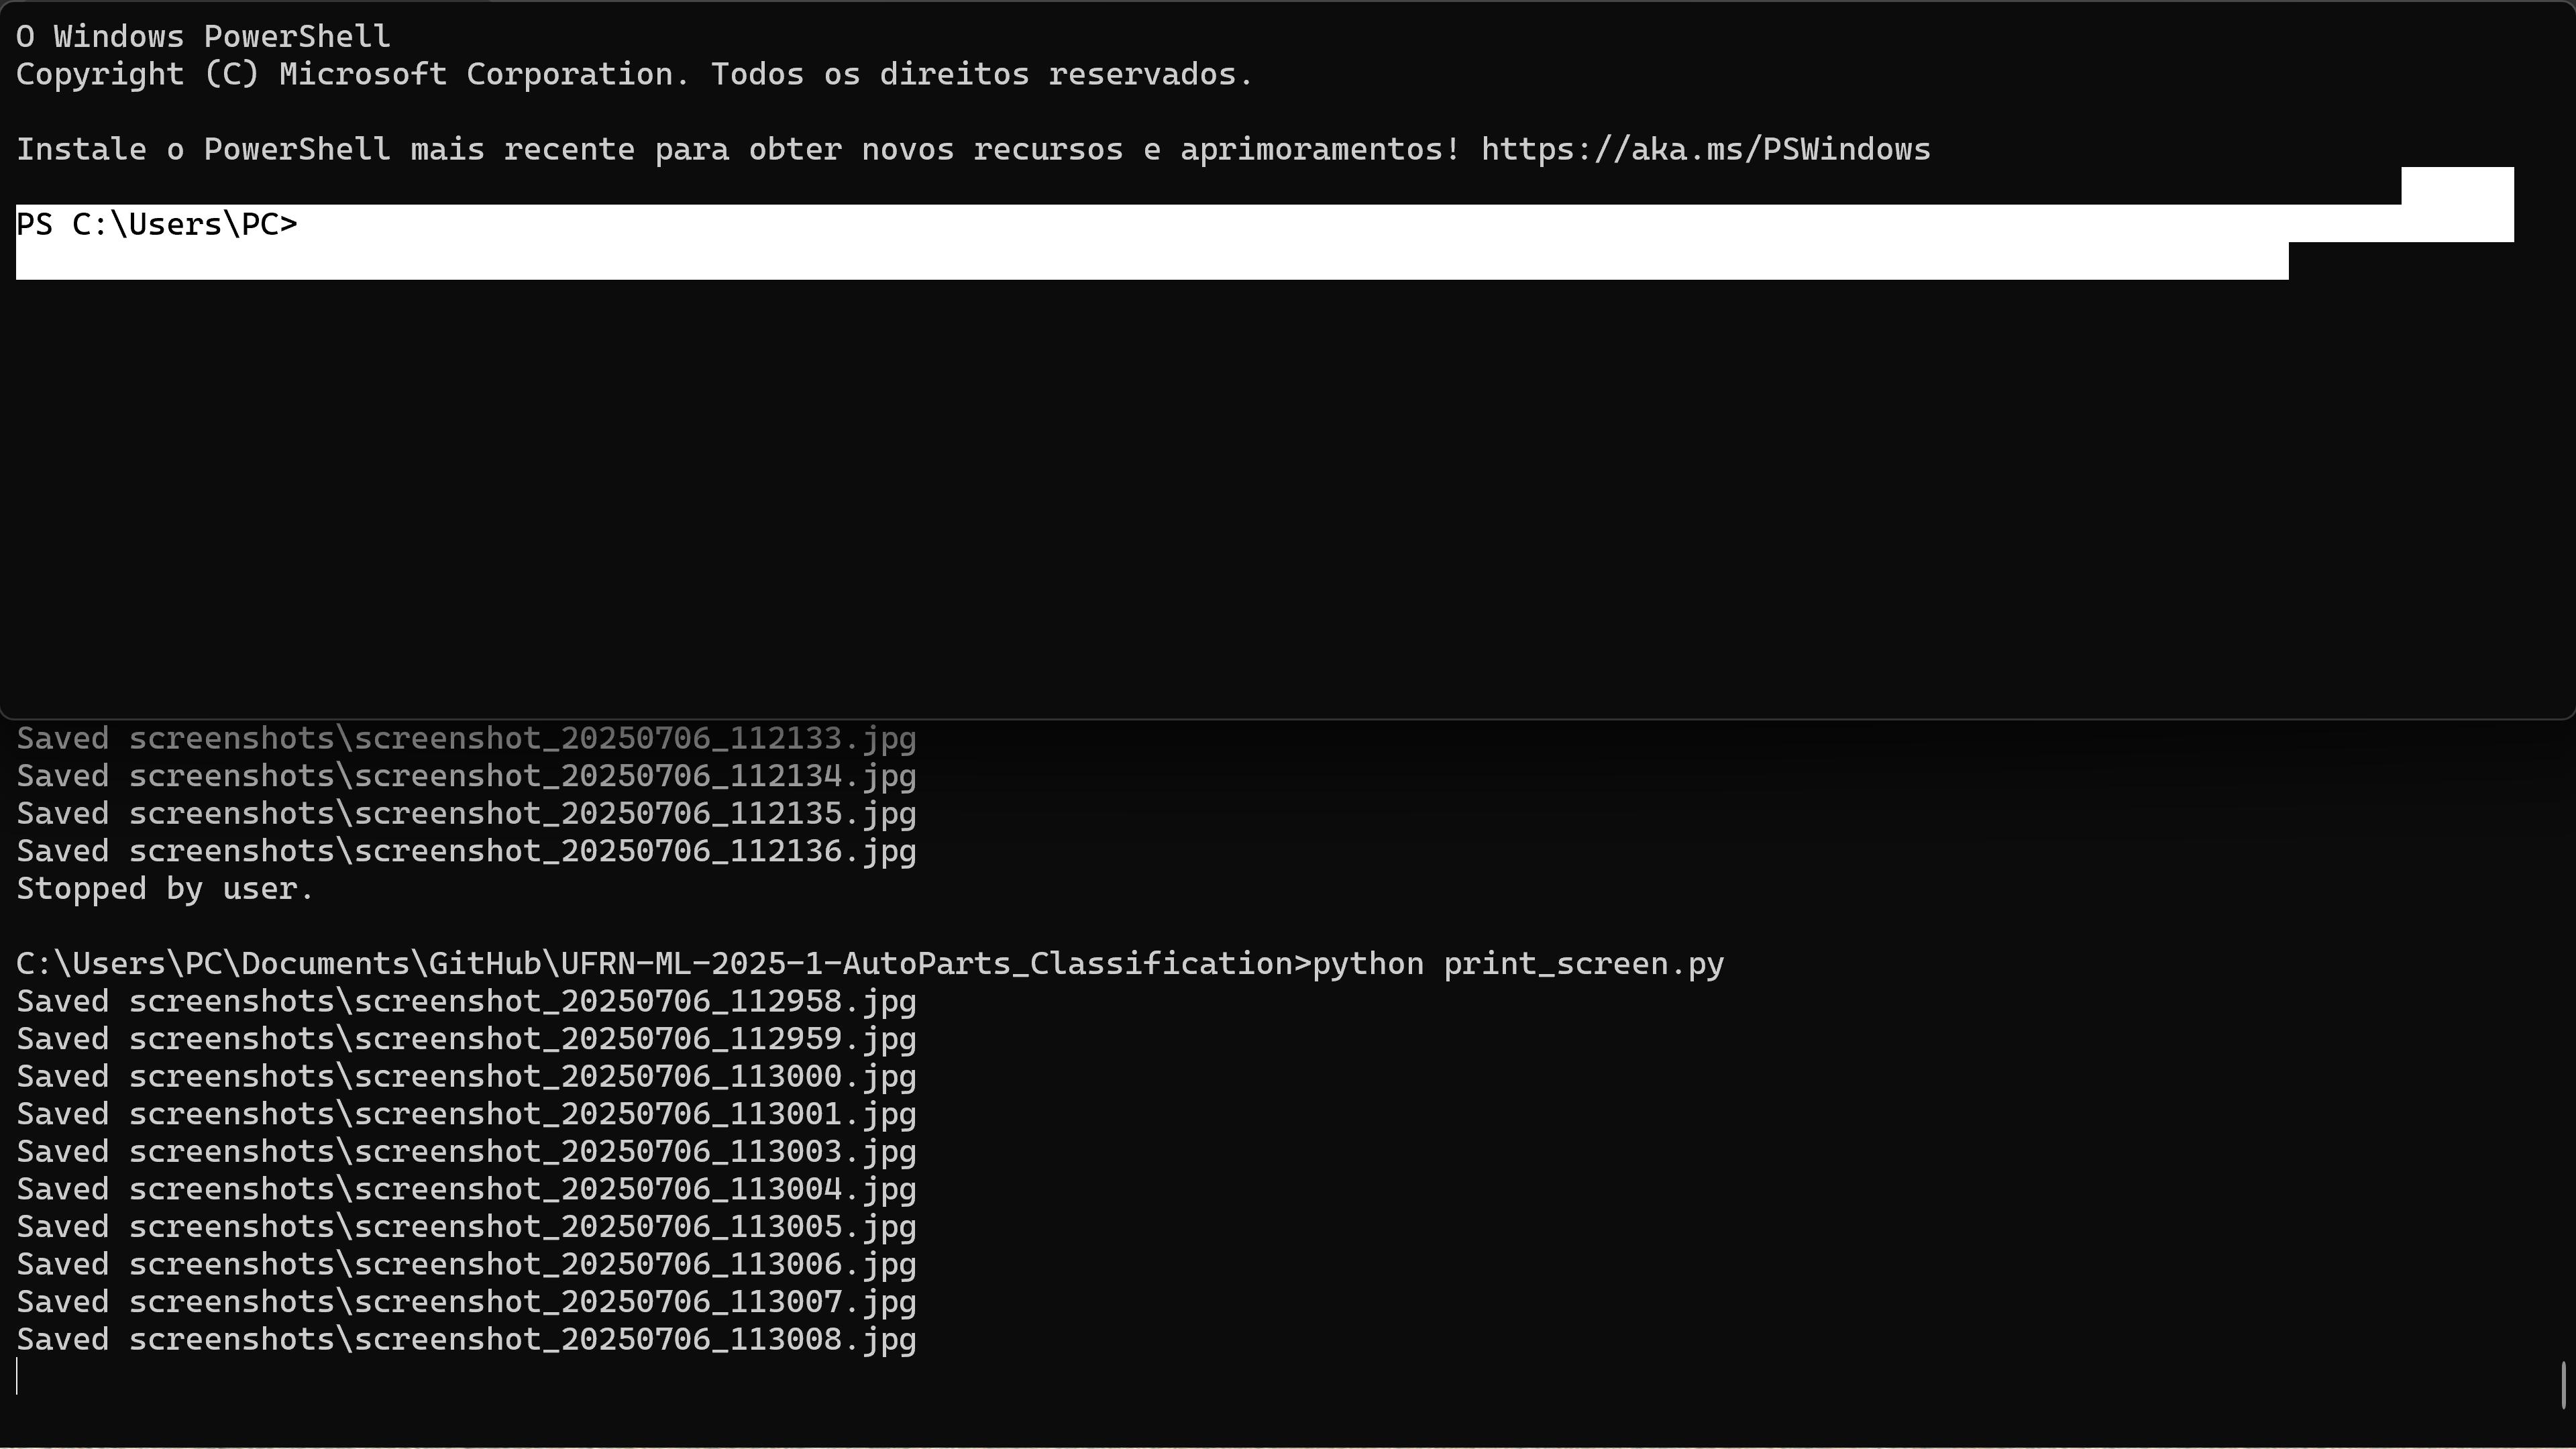 O Windows PowerShell
Copyright (C) Microsoft Corporation. Todos os direitos reservados.
Instale o PowerShell mais recente para obter novos recursos e aprimoramentos! https://aka.ms/PSWindows
PS C:\Users\PC>
Saved screenshots\screenshot_20250706_112133.jpg
Saved screenshots\screenshot_20250706_112134.jpg
Saved screenshots\screenshot_20250706_112135.jpg
Saved screenshots\screenshot_20250706_112136.jpg
Stopped by user.
C:\Users\PC\Documents\GitHub\UFRN-ML-2025-1-AutoParts_Classification>python print_screen.py
Saved screenshots\screenshot_20250706_112958.jpg
Saved screenshots\screenshot_20250706_112959.jpg
Saved screenshots\screenshot_20250706_113000.jpg
Saved screenshots\screenshot_20250706_113001.jpg
Saved screenshots\screenshot_20250706_113003.jpg
Saved screenshots\screenshot_20250706_113004.jpg
Saved screenshots\screenshot_20250706_113005.jpg
Saved screenshots\screenshot_20250706_113006.jpg
Saved screenshots\screenshot_20250706_113007.jpg
Saved screenshots\screenshot_20250706_113008.jpg